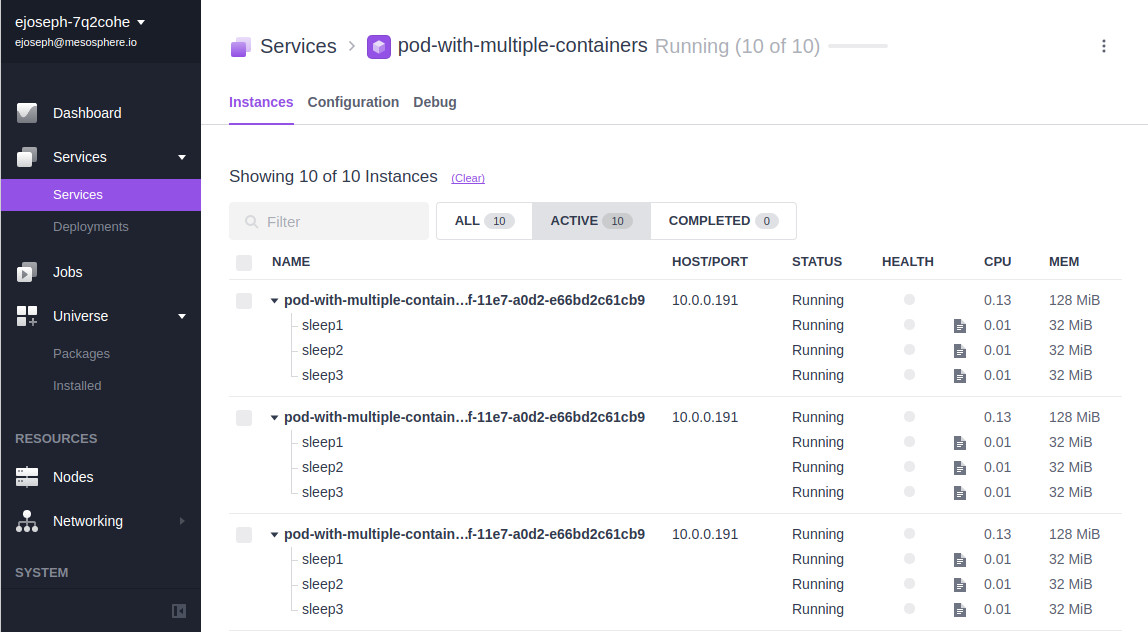 ejoseph-7q2cohe
ejoseph@mesosphere.io
Dashboard
Services
Services
Deployments
Jobs
Universe
Packages
Installed
RESOURCES
Nodes
Networking
SYSTEM
Services > pod-with-multiple-containers Running (10 of 10)
Instances Configuration Debug
Showing 10 of 10 Instances (Clear)
Filter ALL 10 ACTIVE 10 COMPLETED 0
NAME HOST/PORT STATUS HEALTH CPU MEM
pod-with-multiple-contain...f-11e7-a0d2-e66bd2c61cb9 10.0.0.191 Running 0.13 128 MiB
sleep1 Running 0.01 32 MiB
sleep2 Running 0.01 32 MiB
sleep3 Running 0.01 32 MiB
pod-with-multiple-contain...f-11e7-a0d2-e66bd2c61cb9 10.0.0.191 Running 0.13 128 MiB
sleep1 Running 0.01 32 MiB
sleep2 Running 0.01 32 MiB
sleep3 Running 0.01 32 MiB
pod-with-multiple-contain...f-11e7-a0d2-e66bd2c61cb9 10.0.0.191 Running 0.13 128 MiB
sleep1 Running 0.01 32 MiB
sleep2 Running 0.01 32 MiB
sleep3 Running 0.01 32 MiB